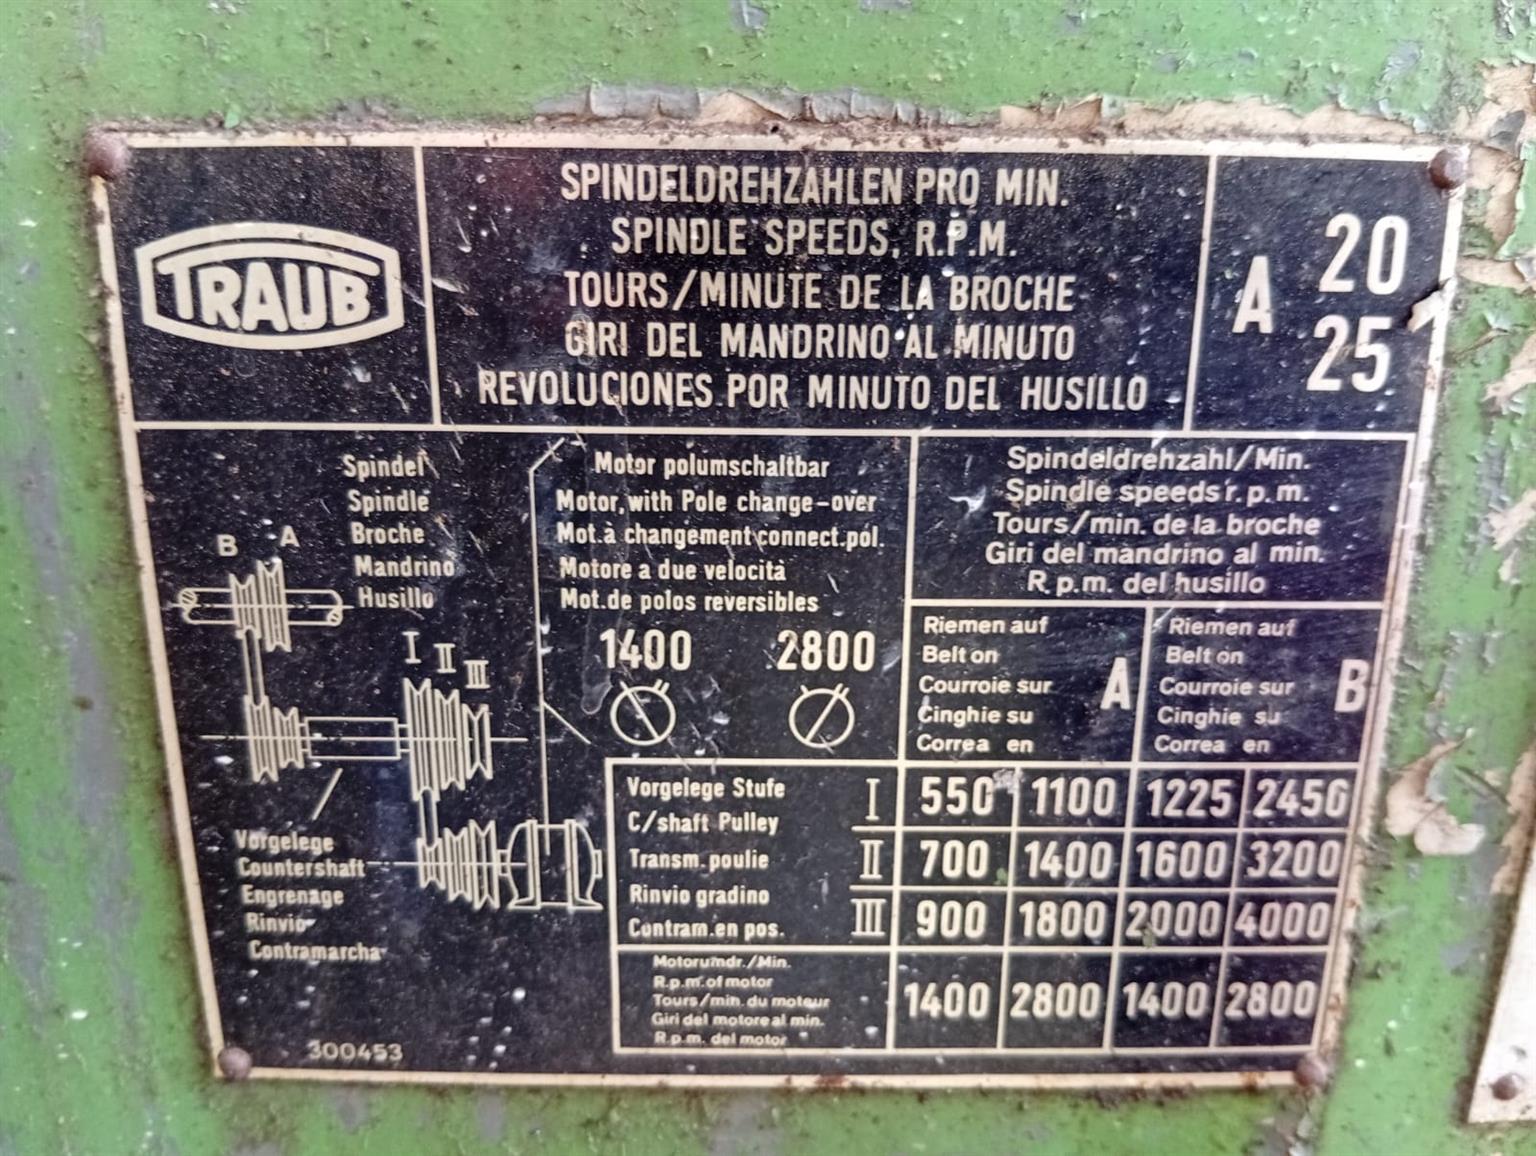 TRAUB
SPINDELDREHZAHLEN PRO MIN.
SPINDLE SPEEDS, R.P.M.
TOURS/MINUTE DE LA BROCHE
GIRI DEL MANDRINO AL MINUTO
REVOLUCIONES POR MINUTO DEL HUSILLO
A 20
25
Spindel
Spindle
Broche
Mandrino
Husillo
B A
I II III
Vorgelege
Countershaft
Engrenage
Rinvio
Contramarcha
300453
Motor polumschaltbar
Motor, with Pole change-over
Mot. à changement connect. pól.
Motore a due velocità
Mot. de polos reversibles
1400 2800
Spindeldrehzahl/Min.
Spindle speeds r.p.m.
Tours/min. de la broche
Giri del mandrino al min.
R.p.m. del husillo
Riemen auf
Belt on
Courroie sur A
Cinghie su
Correa en
Riemen auf
Belt on
Courroie sur B
Cinghie su
Correa en
Vorgelege Stufe
C/shaft Pulley
Transm. poulie
Rinvio gradino
Contram. en pos.
I 550 1100 1225 2450
II 700 1400 1600 3200
III 900 1800 2000 4000
Motorumdr./Min.
R.p.m. of motor
Tours/min. du moteur
Giri del motore al min.
R.p.m. del motor
1400 2800 1400 2800